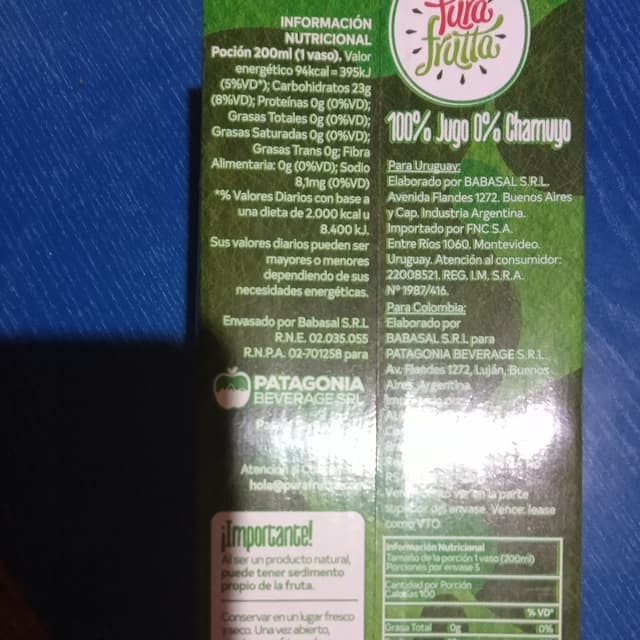 INFORMACIÓN
NUTRICIONAL
Poción 200ml (1 vaso). Valor
energético 94kcal = 395kJ
(5%VD*); Carbohidratos 23g
(8%VD); Proteínas 0g (0%VD);
Grasas Totales 0g (0%VD);
Grasas Saturadas 0g (0%VD);
Grasas Trans 0g; Fibra
Alimentaria: 0g (0%VD); Sodio
8,1mg (0%VD)
*% Valores Diarios con base a
una dieta de 2.000 kcal u
8.400 kJ.
Sus valores diarios pueden ser
mayores o menores
dependiendo de sus
necesidades energéticas.
Envasado por Babasal S.R.L
R.N.E. 02.035.055
R.N.P.A. 02-701258 para
PATAGONIA
BEVERAGE SRL
¡Importante!
Al ser un producto natural,
puede tener sedimento
propio de la fruta.
Conservar en un lugar fresco
y seco. Una vez abierto,
Pura
frutta
100% Jugo 0% Chamuyo
Para Uruguay:
Elaborado por BABASAL S.R.L.
Avenida Flandes 1272. Buenos Aires
y Cap. Industria Argentina.
Importado por FNC S.A.
Entre Ríos 1060, Montevideo.
Uruguay. Atención al consumidor:
22008521. REG. I.M. S.R.A.
N° 1987/416.
Para Colombia:
Elaborado por
BABASAL S.R.L para
PATAGONIA BEVERAGE S.R.L
Av. Flandes 1272, Luján, Buenos
Aires, Argentina.
en la parte
superior del envase. Vence: lease
como VTO
Información Nutricional
Tamaño de la porción 1 vaso (200ml)
Porciones por envase 5
Cantidad por Porción
Calorías 100
% VD*
Grasa Total 0g 0%